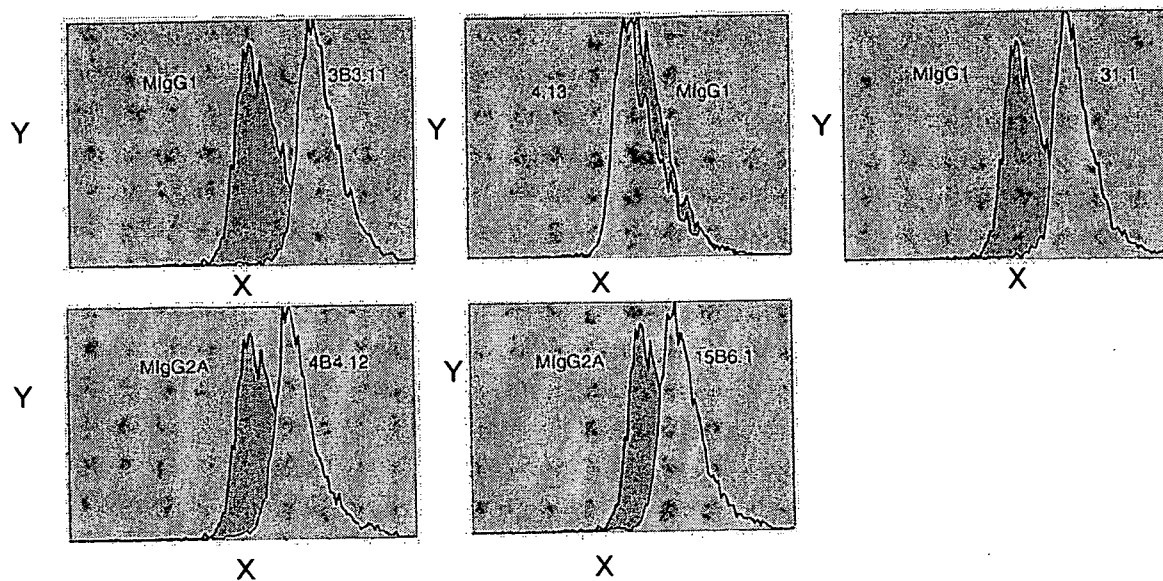 MIgG1 3B3.11
Y
X
4.13 MIgG1
Y
X
MIgG1 31.1
Y
X
MIgG2A 4B4.12
Y
X
MIgG2A 15B6.1
Y
X